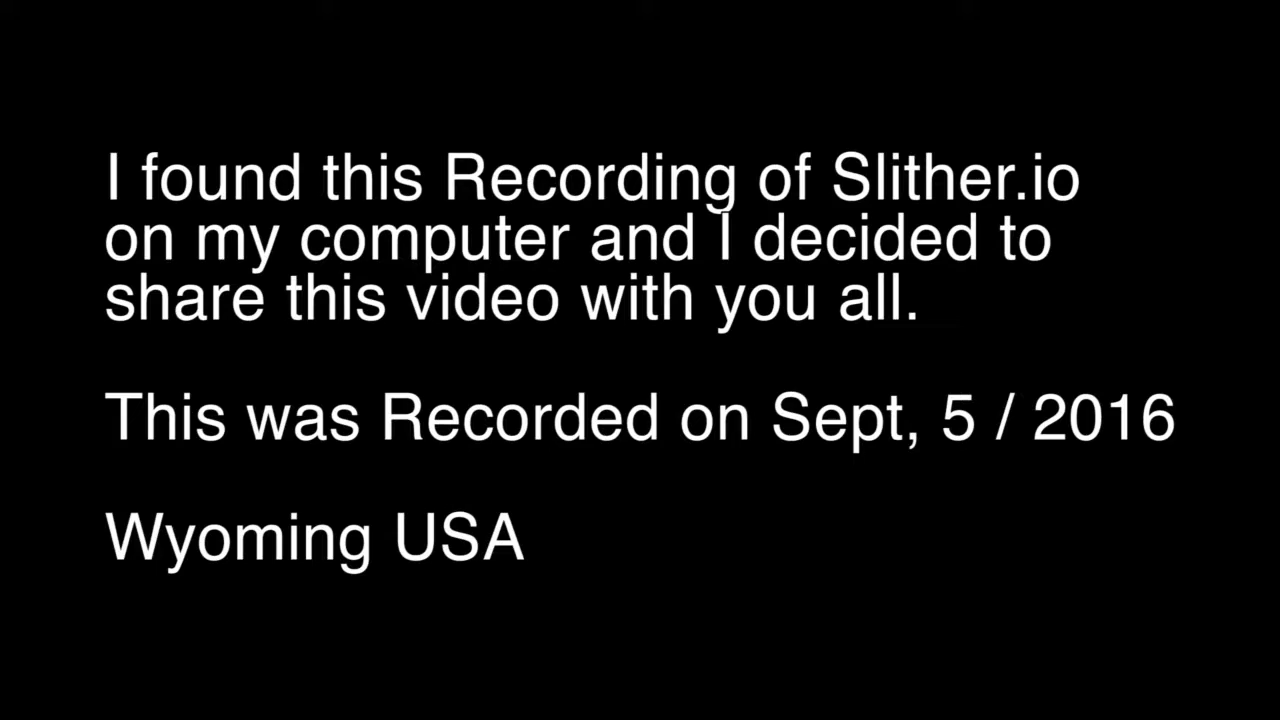 I found this Recording of Slither.io
on my computer and I decided to
share this video with you all.
This was Recorded on Sept, 5 / 2016
Wyoming USA